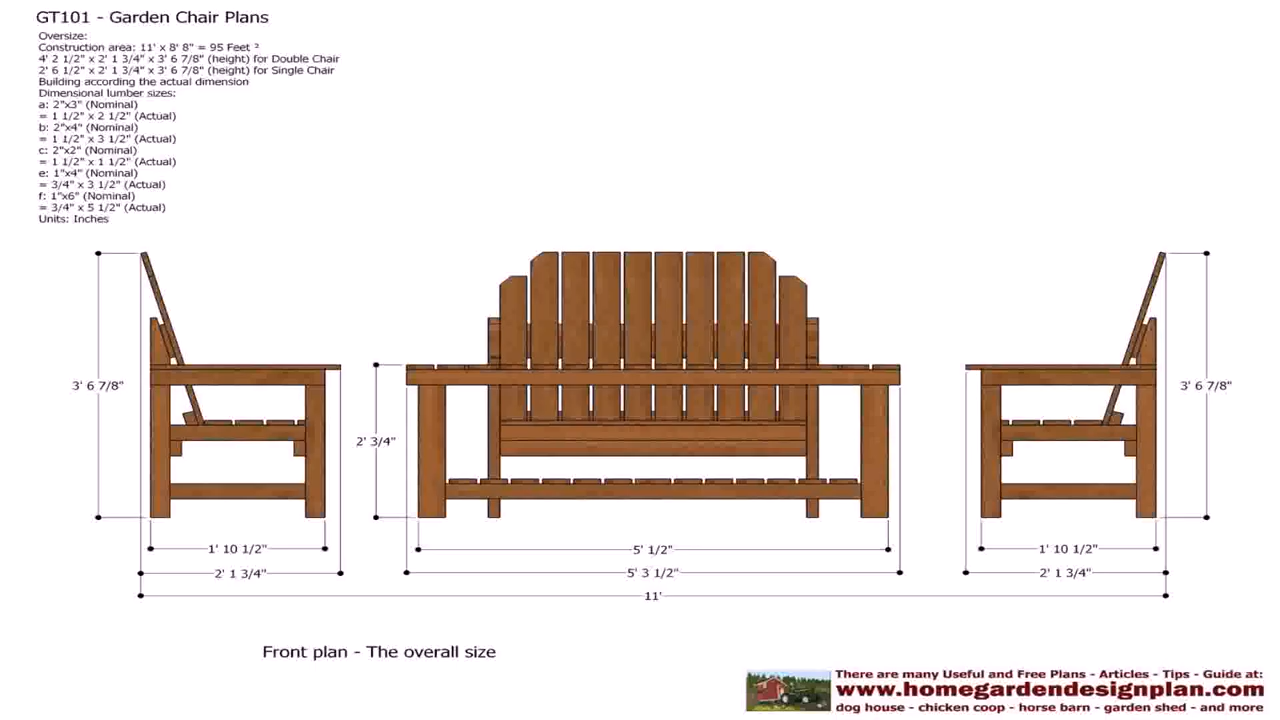 GT101 - Garden Chair Plans
Oversize:
Construction area: 11' x 8' 8" = 95 Feet ²
4' 2 1/2" x 2' 1 3/4" x 3' 6 7/8" (height) for Double Chair
2' 6 1/2" x 2' 1 3/4" x 3' 6 7/8" (height) for Single Chair
Building according the actual dimension
Dimensional lumber sizes:
a: 2"x3" (Nominal)
= 1 1/2" x 2 1/2" (Actual)
b: 2"x4" (Nominal)
= 1 1/2" x 3 1/2" (Actual)
c: 2"x2" (Nominal)
= 1 1/2" x 1 1/2" (Actual)
e: 1"x4" (Nominal)
= 3/4" x 3 1/2" (Actual)
f: 1"x6" (Nominal)
= 3/4" x 5 1/2" (Actual)
Units: Inches
3' 6 7/8"
2' 3/4"
3' 6 7/8"
1' 10 1/2"
5' 1/2"
1' 10 1/2"
2' 1 3/4"
5' 3 1/2"
2' 1 3/4"
11'
Front plan - The overall size
There are many Useful and Free Plans - Articles - Tips - Guide at:
www.homegardendesignplan.com
dog house - chicken coop - horse barn - garden shed - and more